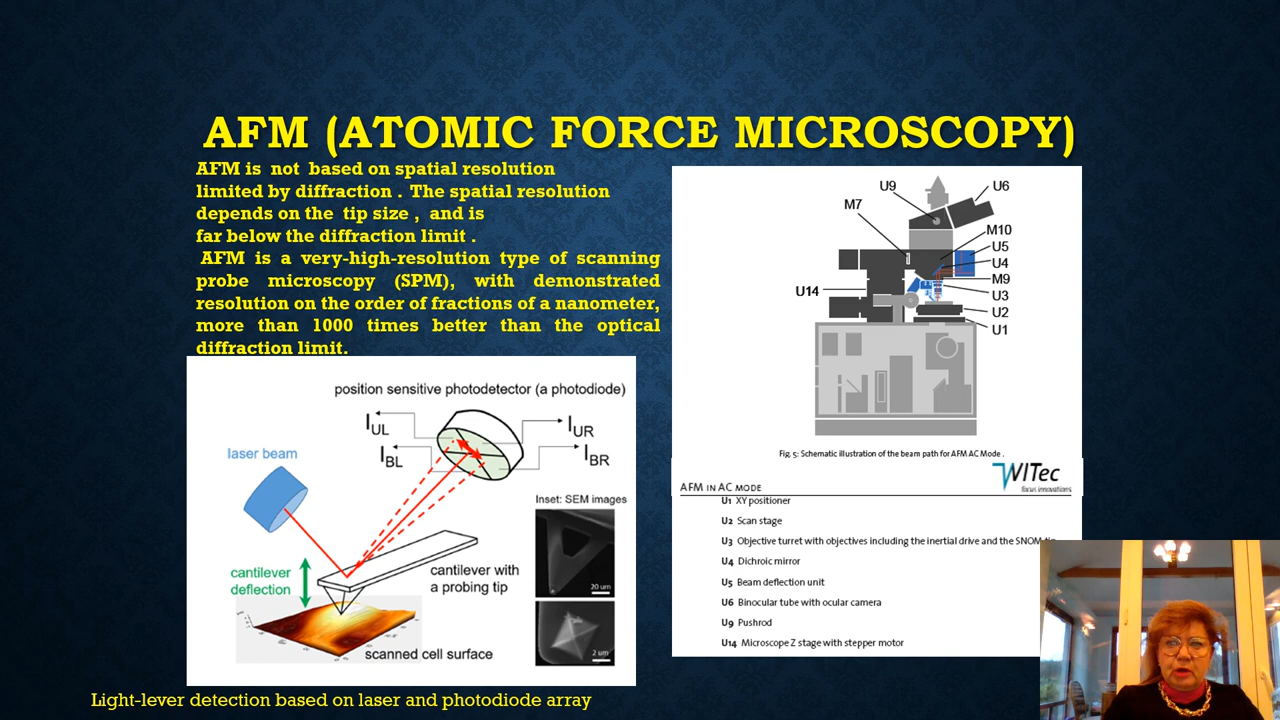 AFM (ATOMIC FORCE MICROSCOPY)
AFM is not based on spatial resolution
limited by diffraction . The spatial resolution
depends on the tip size , and is
far below the diffraction limit .
AFM is a very-high-resolution type of scanning
probe microscopy (SPM), with demonstrated
resolution on the order of fractions of a nanometer,
more than 1000 times better than the optical
diffraction limit.
position sensitive photodetector (a photodiode)
IUL
IUR
IBL
IBR
laser beam
Inset: SEM images
20 um
cantilever
deflection
cantilever with
a probing tip
2 um
scanned cell surface
Light-lever detection based on laser and photodiode array
U9
U6
M7
M10
U5
U4
M9
U14
U3
U2
U1
Fig. 5: Schematic illustration of the beam path for AFM AC Mode .
WITec
focus innovations
AFM IN AC MODE
U1 XY positioner
U2 Scan stage
U3 Objective turret with objectives including the inertial drive and the SNOM
U4 Dichroic mirror
U5 Beam deflection unit
U6 Binocular tube with ocular camera
U9 Pushrod
U14 Microscope Z stage with stepper motor